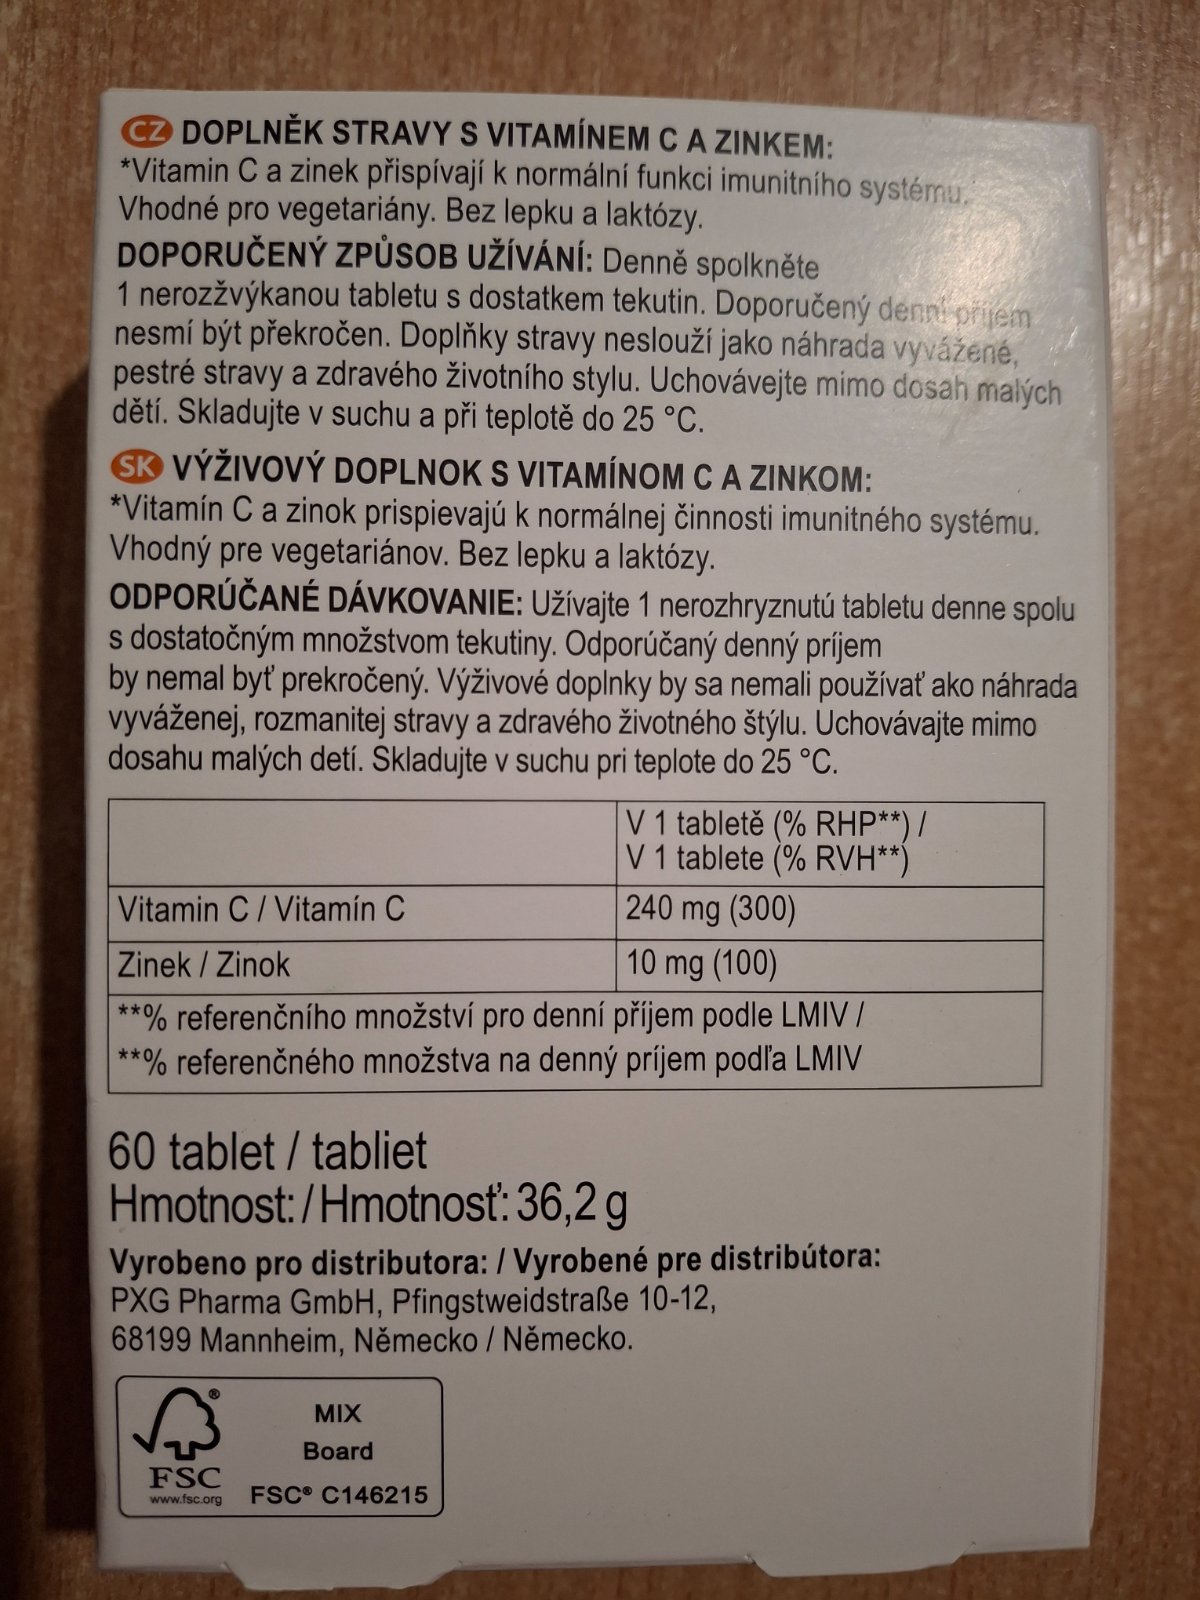 CZ DOPLNĚK STRAVY S VITAMÍNEM C A ZINKEM:
*Vitamin C a zinek přispívají k normální funkci imunitního systému.
Vhodné pro vegetariány. Bez lepku a laktózy.
DOPORUČENÝ ZPŮSOB UŽÍVÁNÍ: Denně spolkněte
1 nerozžvýkanou tabletu s dostatkem tekutin. Doporučený denní příjem
nesmí být překročen. Doplňky stravy neslouží jako náhrada vyvážené,
pestré stravy a zdravého životního stylu. Uchovávejte mimo dosah malých
dětí. Skladujte v suchu a při teplotě do 25 °C.
SK VÝŽIVOVÝ DOPLNOK S VITAMÍNOM C A ZINKOM:
*Vitamín C a zinok prispievajú k normálnej činnosti imunitného systému.
Vhodný pre vegetariánov. Bez lepku a laktózy.
ODPORÚČANÉ DÁVKOVANIE: Užívajte 1 nerozhryznutú tabletu denne spolu
s dostatočným množstvom tekutiny. Odporúčaný denný príjem
by nemal byť prekročený. Výživové doplnky by sa nemali používať ako náhrada
vyváženej, rozmanitej stravy a zdravého životného štýlu. Uchovávajte mimo
dosahu malých detí. Skladujte v suchu pri teplote do 25 °C.
V 1 tabletě (% RHP**) /
V 1 tablete (% RVH**)
Vitamin C / Vitamín C 240 mg (300)
Zinek / Zinok 10 mg (100)
**% referenčního množství pro denní příjem podle LMIV /
**% referenčného množstva na denný príjem podľa LMIV
60 tablet / tabliet
Hmotnost: / Hmotnosť: 36,2 g
Vyrobeno pro distributora: / Vyrobené pre distribútora:
PXG Pharma GmbH, Pfingstweidstraße 10-12,
68199 Mannheim, Německo / Německo.
MIX
Board
FSC
www.fsc.org
FSC® C146215